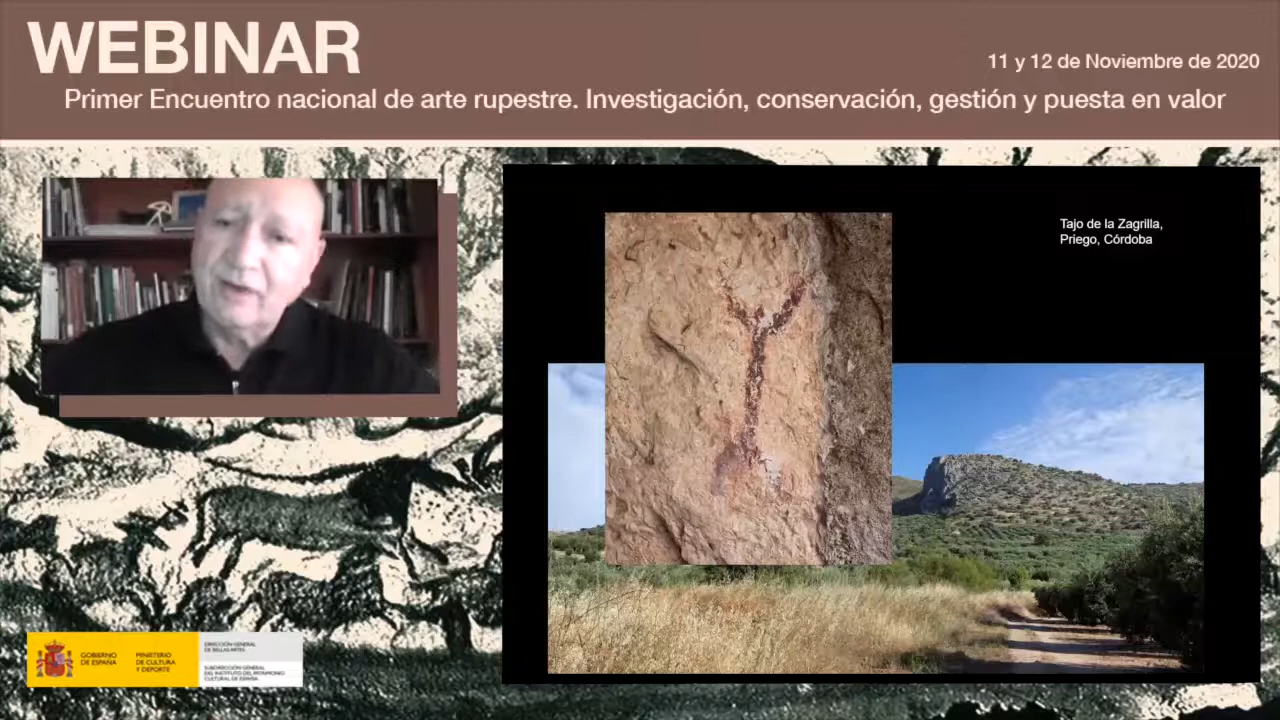 WEBINAR
11 y 12 de Noviembre de 2020
Primer Encuentro nacional de arte rupestre. Investigación, conservación, gestión y puesta en valor
Tajo de la Zagrilla,
Priego, Córdoba
GOBIERNO
DE ESPAÑA
MINISTERIO
DE CULTURA
Y DEPORTE
DIRECCIÓN GENERAL
DE BELLAS ARTES
SUBDIRECCIÓN GENERAL
DEL INSTITUTO DEL PATRIMONIO
CULTURAL DE ESPAÑA